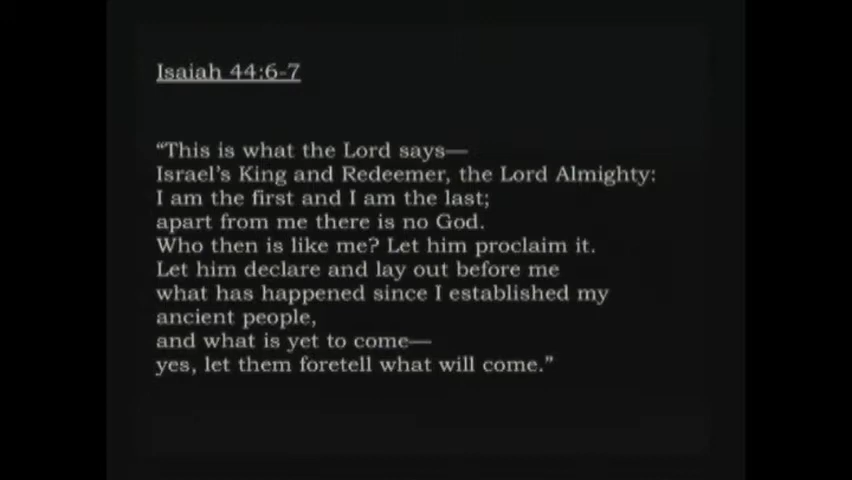 Isaiah 44:6-7
“This is what the Lord says—
Israel’s King and Redeemer, the Lord Almighty:
I am the first and I am the last;
apart from me there is no God.
Who then is like me? Let him proclaim it.
Let him declare and lay out before me
what has happened since I established my
ancient people,
and what is yet to come—
yes, let them foretell what will come.”